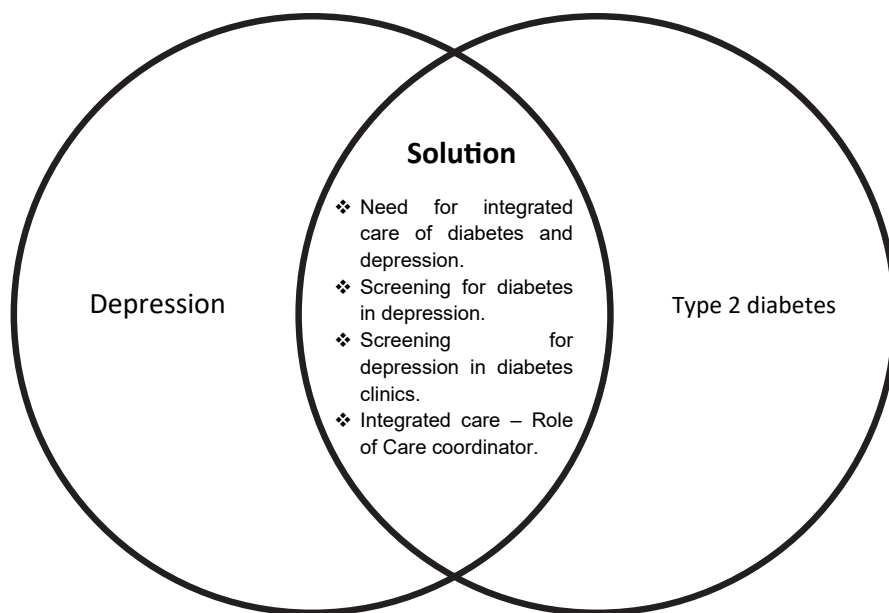 Solution
❖ Need for integrated
care of diabetes and
depression.
❖ Screening for diabetes
in depression.
❖ Screening for
depression in diabetes
clinics.
❖ Integrated care – Role
of Care coordinator.
Depression
Type 2 diabetes